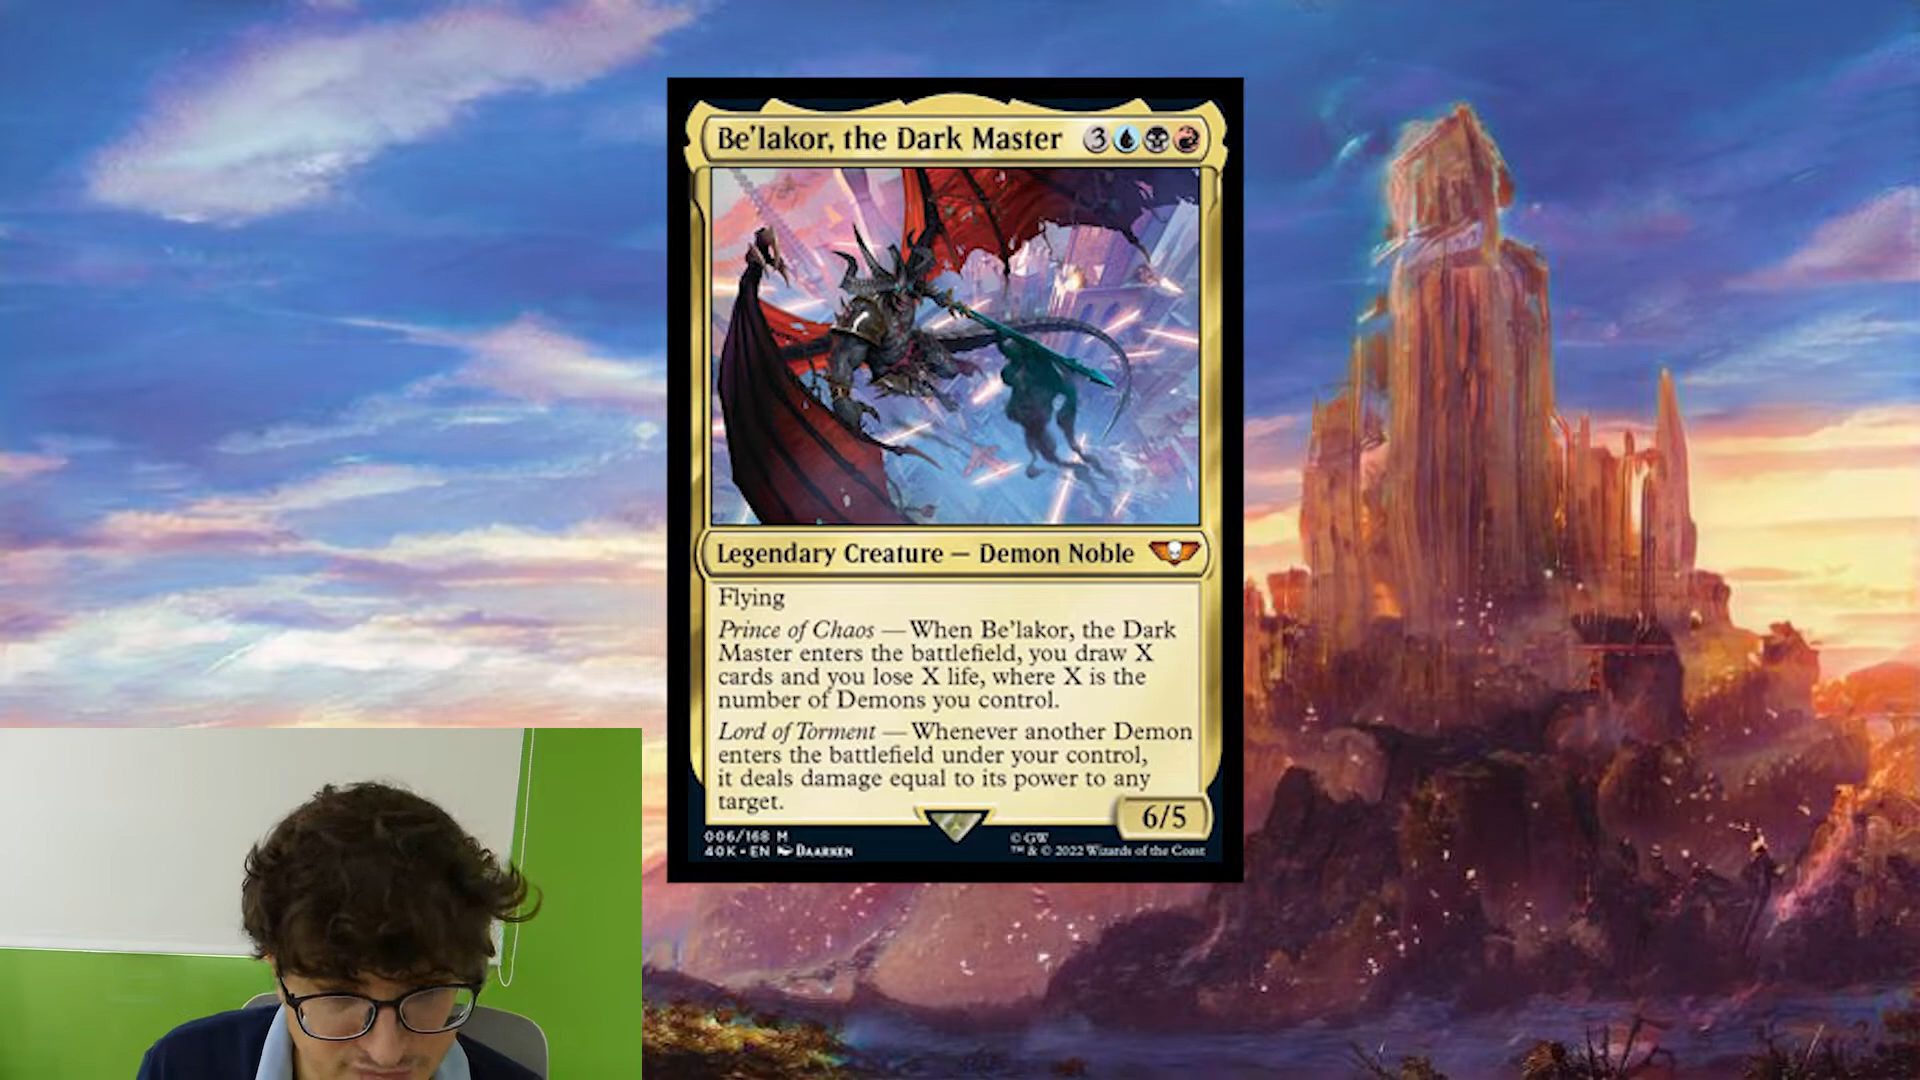 Be'lakor, the Dark Master 3
Legendary Creature — Demon Noble
Flying
Prince of Chaos — When Be'lakor, the Dark
Master enters the battlefield, you draw X
cards and you lose X life, where X is the
number of Demons you control.
Lord of Torment — Whenever another Demon
enters the battlefield under your control,
it deals damage equal to its power to any
target.
6/5
006/168 M
40K • EN Daarken
© GW
™ & © 2022 Wizards of the Coast